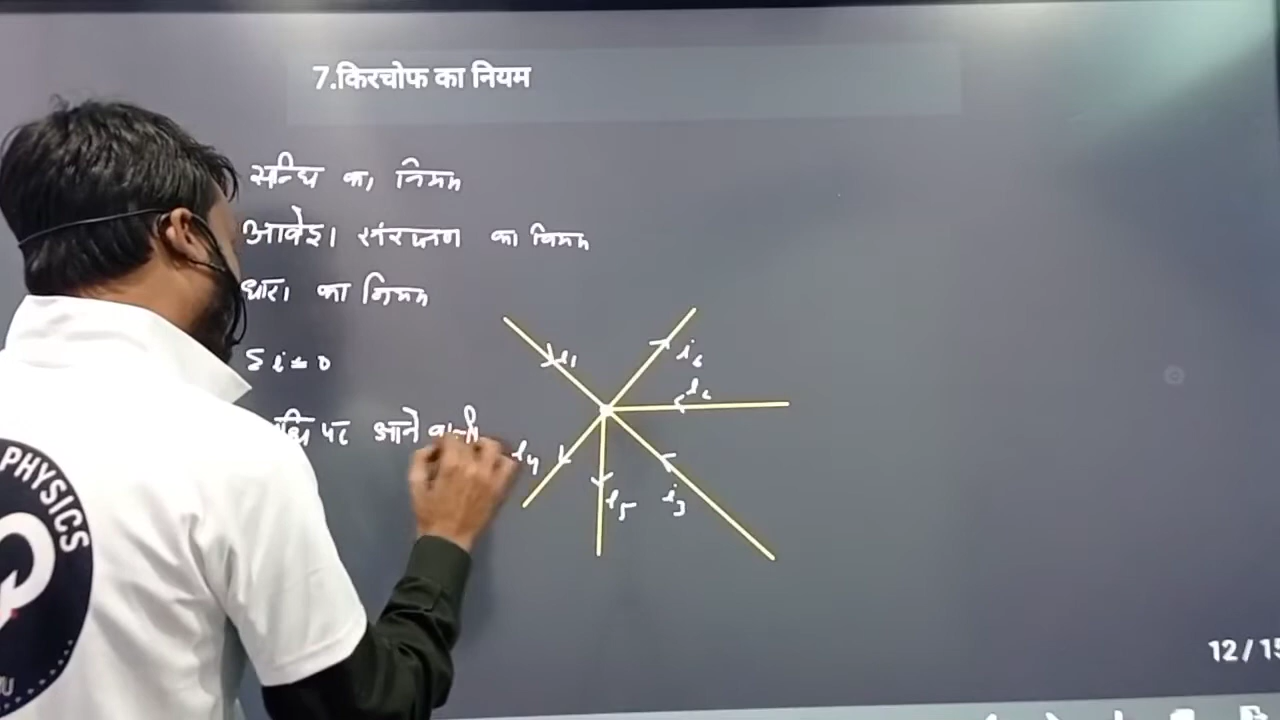 7.किरचोफ का नियम
सन्धि का नियम
आवेश संरक्षण का नियम
धारा का नियम
Σi = 0
पर आने वाली
i₁
i₆
i₂
i₄
i₅
i₃
PHYSICS
12/15